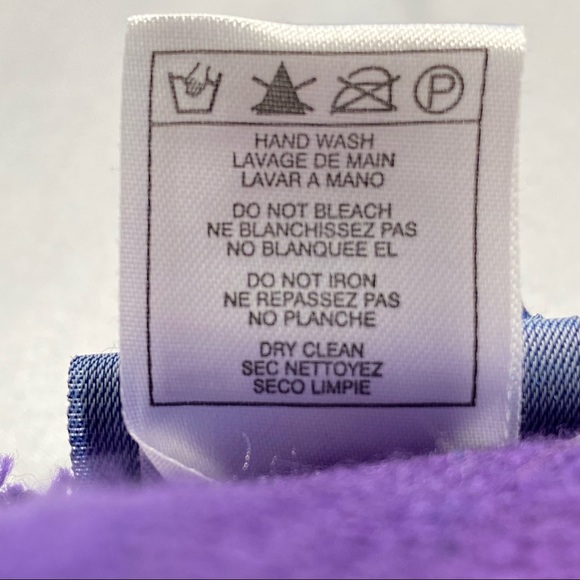 P
HAND WASH
LAVAGE DE MAIN
LAVAR A MANO
DO NOT BLEACH
NE BLANCHISSEZ PAS
NO BLANQUEE EL
DO NOT IRON
NE REPASSEZ PAS
NO PLANCHE
DRY CLEAN
SEC NETTOYEZ
SECO LIMPIE